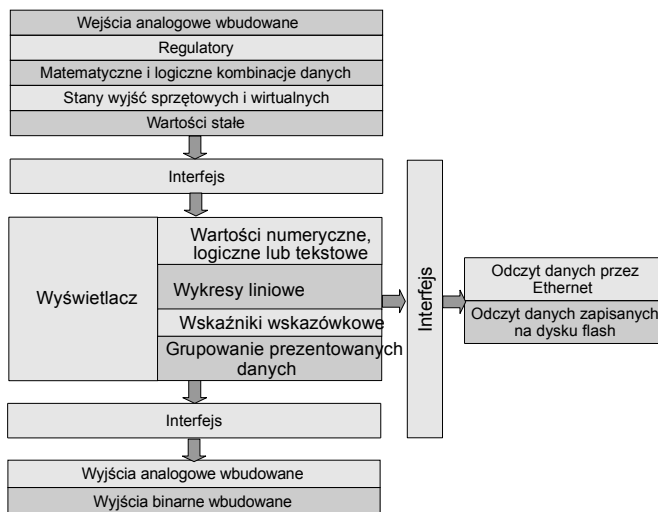 Wejścia analogowe wbudowane
Regulatory
Matematyczne i logiczne kombinacje danych
Stany wyjść sprzętowych i wirtualnych
Wartości stałe
Interfejs
Wyświetlacz
Wartości numeryczne,
logiczne lub tekstowe
Wykresy liniowe
Wskaźniki wskazówkowe
Grupowanie prezentowanych
danych
Interfejs
Odczyt danych przez
Ethernet
Odczyt danych zapisanych
na dysku flash
Interfejs
Wyjścia analogowe wbudowane
Wyjścia binarne wbudowane